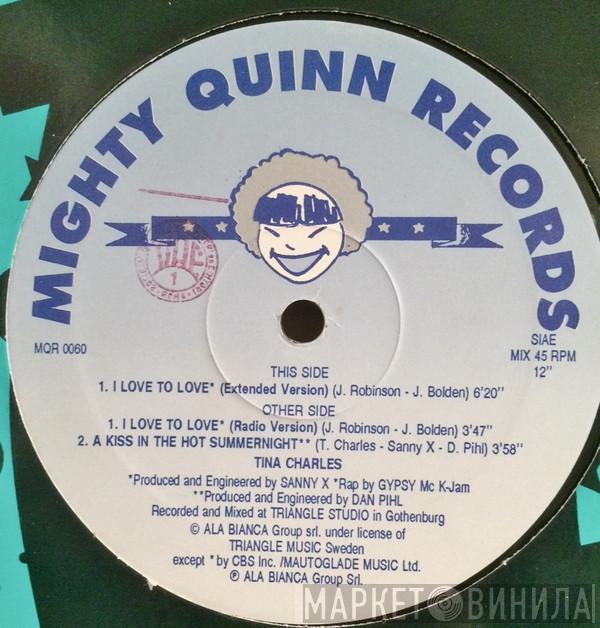 MIGHTY QUINN RECORDS
MQR 0060
SIAE
MIX 45 RPM
12"
THIS SIDE
1. I LOVE TO LOVE* (Extended Version) (J. Robinson - J. Bolden) 6'20"
OTHER SIDE
1. I LOVE TO LOVE* (Radio Version) (J. Robinson - J. Bolden) 3'47"
2. A KISS IN THE HOT SUMMERNIGHT** (T. Charles - Sanny X - D. Pihl) 3'58"
TINA CHARLES
*Produced and Engineered by SANNY X *Rap by GYPSY Mc K-Jam
**Produced and Engineered by DAN PIHL
Recorded and Mixed at TRIANGLE STUDIO in Gothenburg
© ALA BIANCA Group srl. under license of
TRIANGLE MUSIC Sweden
except * by CBS Inc. /MAUTOGLADE MUSIC Ltd.
℗ ALA BIANCA Group Srl.
МАРКЕТ ВИНИЛА